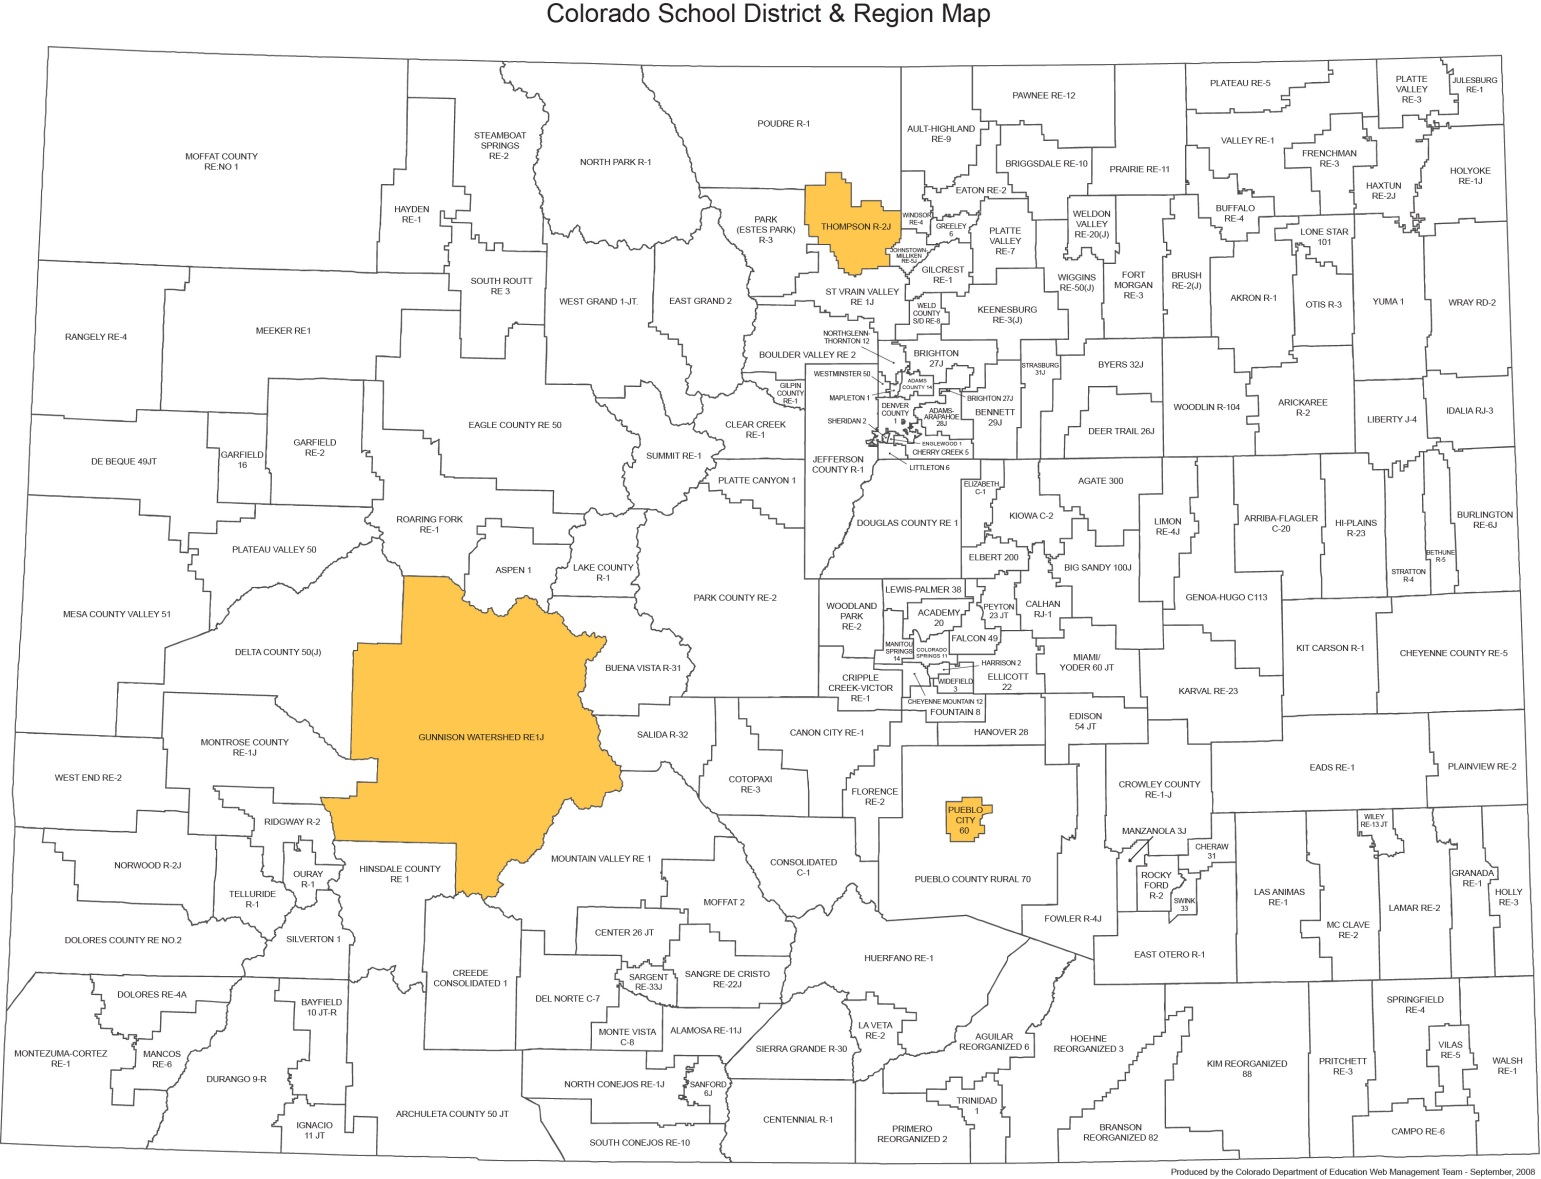 Colorado School District & Region Map
MOFFAT COUNTY
RE:NO 1
HAYDEN
RE-1
STEAMBOAT
SPRINGS
RE-2
NORTH PARK R-1
POUDRE R-1
AULT-HIGHLAND
RE-9
PAWNEE RE-12
BRIGGSDALE RE-10
PRAIRIE RE-11
PLATEAU RE-5
VALLEY RE-1
FRENCHMAN
RE-3
PLATTE
VALLEY
RE-3
JULESBURG
RE-1
HAXTUN
RE-2J
HOLYOKE
RE-1J
BUFFALO
RE-4
LONE STAR
101
EATON RE-2
PARK
(ESTES PARK)
R-3
THOMPSON R-2J
WINDSOR
RE-4
GREELEY
6
JOHNSTOWN-
MILLIKEN
RE-5J
GILCREST
RE-1
PLATTE
VALLEY
RE-7
WELDON
VALLEY
RE-20(J)
WIGGINS
RE-50(J)
FORT
MORGAN
RE-3
BRUSH
RE-2(J)
AKRON R-1
OTIS R-3
YUMA 1
WRAY RD-2
SOUTH ROUTT
RE 3
WEST GRAND 1-JT.
EAST GRAND 2
ST VRAIN VALLEY
RE 1J
WELD
COUNTY
S/D RE-8
KEENESBURG
RE-3(J)
RANGELY RE-4
MEEKER RE1
BOULDER VALLEY RE 2
NORTHGLENN-
THORNTON 12
BRIGHTON
27J
WESTMINSTER 50
MAPLETON 1
ADAMS
COUNTY 14
BRIGHTON 27J
SHERIDAN 2
DENVER
COUNTY
1
ADAMS-
ARAPAHOE
28J
BENNETT
29J
ENGLEWOOD 1
CHERRY CREEK 5
LITTLETON 6
STRASBURG
31J
BYERS 32J
DEER TRAIL 26J
WOODLIN R-104
ARICKAREE
R-2
LIBERTY J-4
IDALIA RJ-3
GILPIN
COUNTY
RE-1
CLEAR CREEK
RE-1
JEFFERSON
COUNTY R-1
PLATTE CANYON 1
SUMMIT RE-1
EAGLE COUNTY RE 50
GARFIELD
RE-2
GARFIELD
16
DE BEQUE 49JT
PLATEAU VALLEY 50
ROARING FORK
RE-1
ASPEN 1
LAKE COUNTY
R-1
PARK COUNTY RE-2
DOUGLAS COUNTY RE 1
ELIZABETH
C-1
KIOWA C-2
AGATE 300
ELBERT 200
BIG SANDY 100J
LIMON
RE-4J
ARRIBA-FLAGLER
C-20
HI-PLAINS
R-23
STRATTON
R-4
BETHUNE
R-5
BURLINGTON
RE-6J
GENOA-HUGO C113
MESA COUNTY VALLEY 51
DELTA COUNTY 50(J)
GUNNISON WATERSHED RE1J
BUENA VISTA R-31
WOODLAND
PARK
RE-2
LEWIS-PALMER 38
ACADEMY
20
PEYTON
23 JT
CALHAN
RJ-1
FALCON 49
MANITOU
SPRINGS
14
COLORADO
SPRINGS 11
HARRISON 2
WIDEFIELD
3
ELLICOTT
22
MIAMI/
YODER 60 JT
CRIPPLE
CREEK-VICTOR
RE-1
CHEYENNE MOUNTAIN 12
FOUNTAIN 8
HANOVER 28
EDISON
54 JT
KARVAL RE-23
KIT CARSON R-1
CHEYENNE COUNTY RE-5
WEST END RE-2
MONTROSE COUNTY
RE-1J
SALIDA R-32
COTOPAXI
RE-3
CANON CITY RE-1
FLORENCE
RE-2
CROWLEY COUNTY
RE-1-J
EADS RE-1
PLAINVIEW RE-2
PUEBLO
CITY
60
PUEBLO COUNTY RURAL 70
MANZANOLA 3J
ROCKY
FORD
R-2
CHERAW
31
SWINK
33
FOWLER R-4J
EAST OTERO R-1
LAS ANIMAS
RE-1
MC CLAVE
RE-2
WILEY
RE-13 JT
LAMAR RE-2
GRANADA
RE-1
HOLLY
RE-3
RIDGWAY R-2
NORWOOD R-2J
TELLURIDE
R-1
OURAY
R-1
HINSDALE COUNTY
RE 1
MOUNTAIN VALLEY RE 1
MOFFAT 2
CONSOLIDATED
C-1
DOLORES COUNTY RE NO.2
SILVERTON 1
CREEDE
CONSOLIDATED 1
CENTER 26 JT
SARGENT
RE-33J
SANGRE DE CRISTO
RE-22J
DEL NORTE C-7
MONTE VISTA
C-8
ALAMOSA RE-11J
HUERFANO RE-1
LA VETA
RE-2
SIERRA GRANDE R-30
AGUILAR
REORGANIZED 6
HOEHNE
REORGANIZED 3
KIM REORGANIZED
88
PRITCHETT
RE-3
SPRINGFIELD
RE-4
VILAS
RE-5
WALSH
RE-1
CAMPO RE-6
DOLORES RE-4A
MONTEZUMA-CORTEZ
RE-1
MANCOS
RE-6
DURANGO 9-R
BAYFIELD
10 JT-R
IGNACIO
11 JT
ARCHULETA COUNTY 50 JT
NORTH CONEJOS RE-1J
SANFORD
6J
SOUTH CONEJOS RE-10
CENTENNIAL R-1
PRIMERO
REORGANIZED 2
TRINIDAD
1
BRANSON
REORGANIZED 82
Produced by the Colorado Department of Education Web Management Team - September, 2008